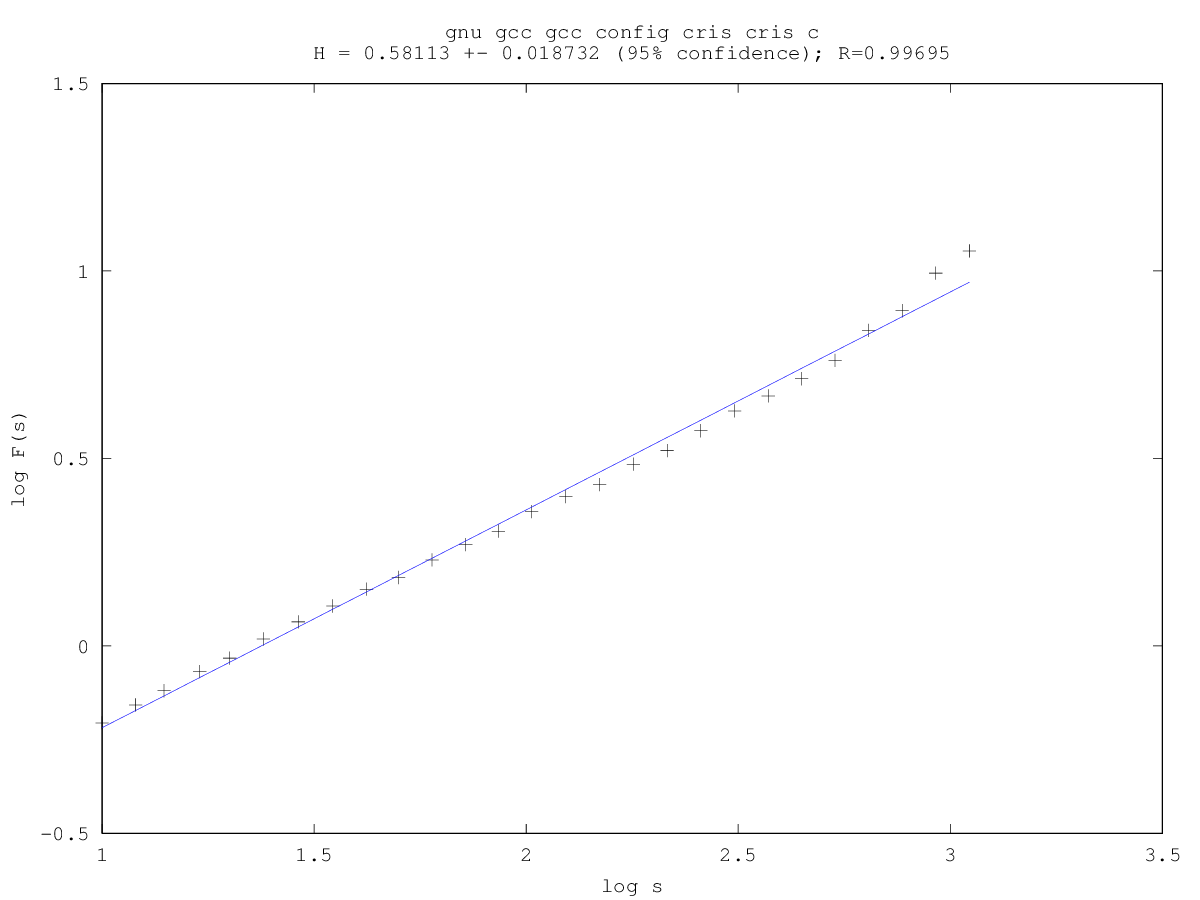 gnu gcc gcc config cris cris c
H = 0.58113 +- 0.018732 (95% confidence); R=0.99695
1.5
1
0.5
0
-0.5
log F(s)
1 1.5 2 2.5 3 3.5
log s